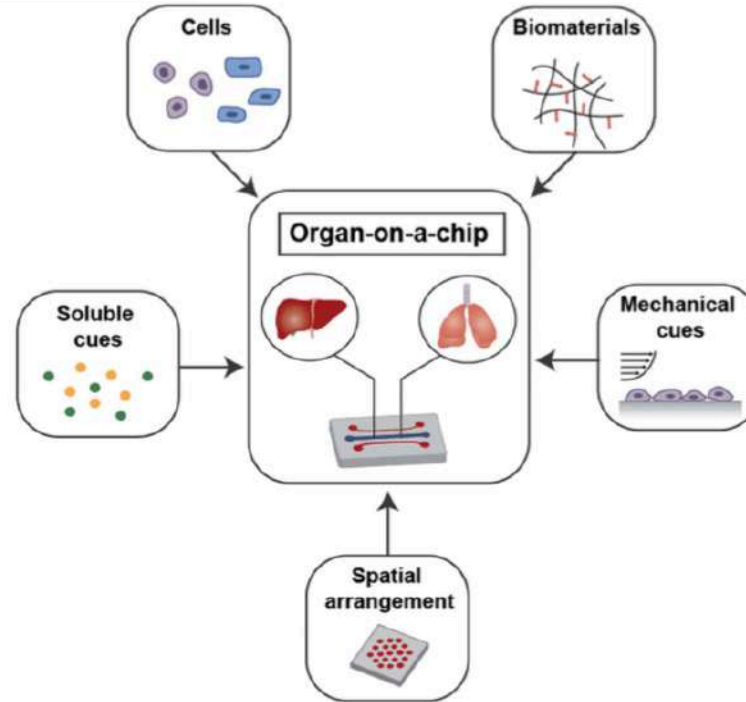 Cells
Biomaterials
Organ-on-a-chip
Soluble
cues
Mechanical
cues
Spatial
arrangement